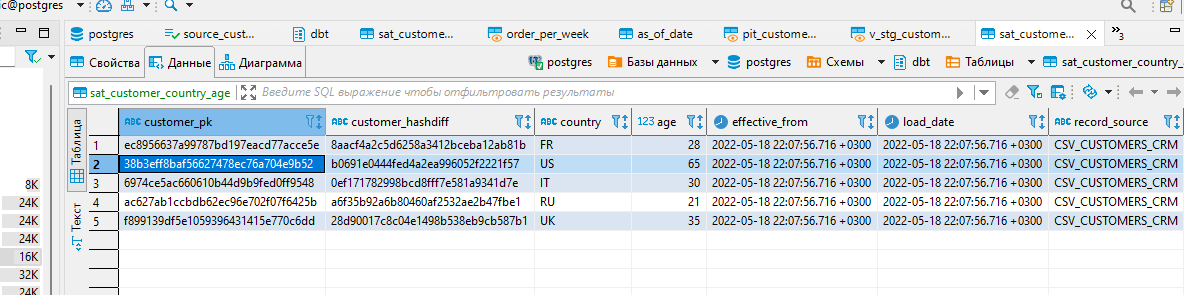 ic@postgres
postgres source_cust... dbt sat_custome... order_per_week as_of_date pit_custome... v_stg_custom... sat_custome... »3
Свойства Данные Диаграмма postgres Базы данных postgres Схемы dbt Таблицы sat_customer_country_a
sat_customer_country_age Введите SQL выражение чтобы отфильтровать результаты
Таблица
Текст
ABC customer_pk ABC customer_hashdiff ABC country 123 age effective_from load_date ABC record_source
1 ec8956637a99787bd197eacd77acce5e 8aacf4a2c5d6258a3412bceba12ab81b FR 28 2022-05-18 22:07:56.716 +0300 2022-05-18 22:07:56.716 +0300 CSV_CUSTOMERS_CRM
2 38b3eff8baf56627478ec76a704e9b52 b0691e0444fed4a2ea996052f2221f57 US 65 2022-05-18 22:07:56.716 +0300 2022-05-18 22:07:56.716 +0300 CSV_CUSTOMERS_CRM
3 6974ce5ac660610b44d9b9fed0ff9548 0ef171782998bcd8fff7e581a9341d7e IT 30 2022-05-18 22:07:56.716 +0300 2022-05-18 22:07:56.716 +0300 CSV_CUSTOMERS_CRM
4 ac627ab1ccbdb62ec96e702f07f6425b a6f35b92a6b80460af2532ae2b47fbe1 RU 21 2022-05-18 22:07:56.716 +0300 2022-05-18 22:07:56.716 +0300 CSV_CUSTOMERS_CRM
5 f899139df5e1059396431415e770c6dd 28d90017c8c04e1498b538eb9cb587b1 UK 35 2022-05-18 22:07:56.716 +0300 2022-05-18 22:07:56.716 +0300 CSV_CUSTOMERS_CRM
8K
24K
24K
24K
16K
32K
24K